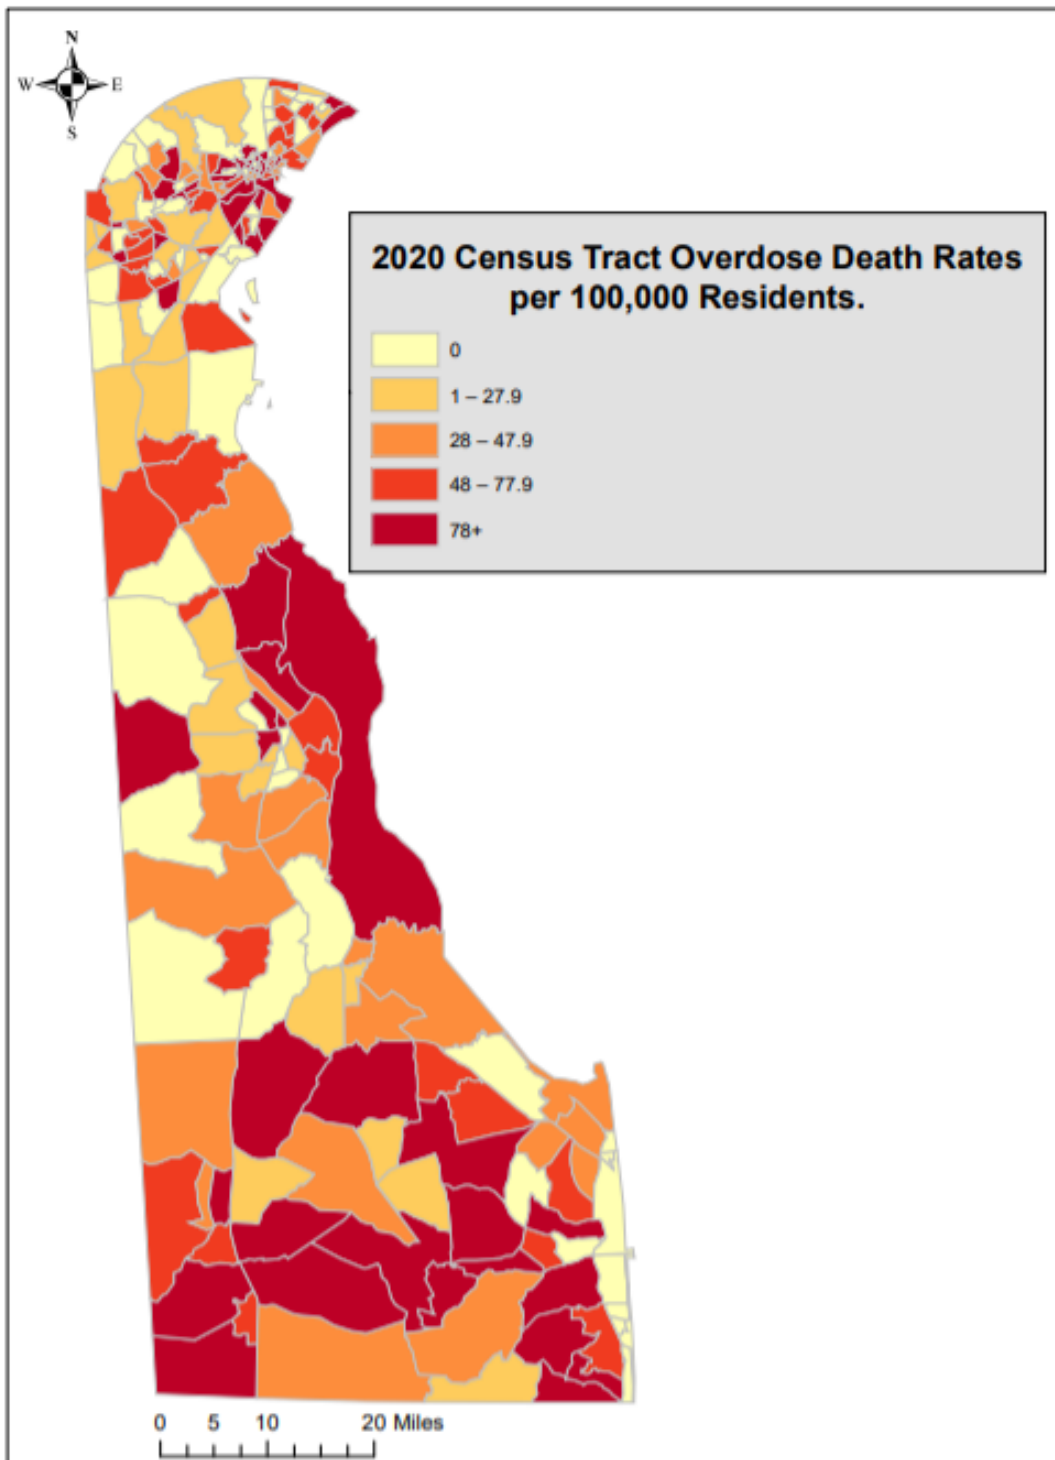 N
W E
S
2020 Census Tract Overdose Death Rates
per 100,000 Residents.
0
1 – 27.9
28 – 47.9
48 – 77.9
78+
0 5 10 20 Miles